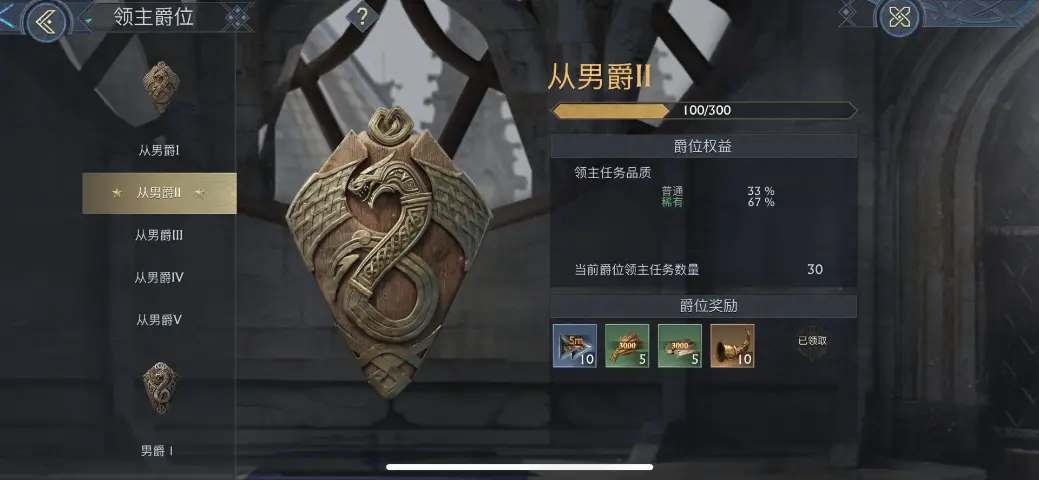 领主爵位
?
从男爵I
从男爵II
从男爵III
从男爵IV
从男爵V
男爵 I
从男爵II
100/300
爵位权益
领主任务品质
普通 33 %
稀有 67 %
当前爵位领主任务数量 30
爵位奖励
5m 10
3000 5
3000 5
10
已领取